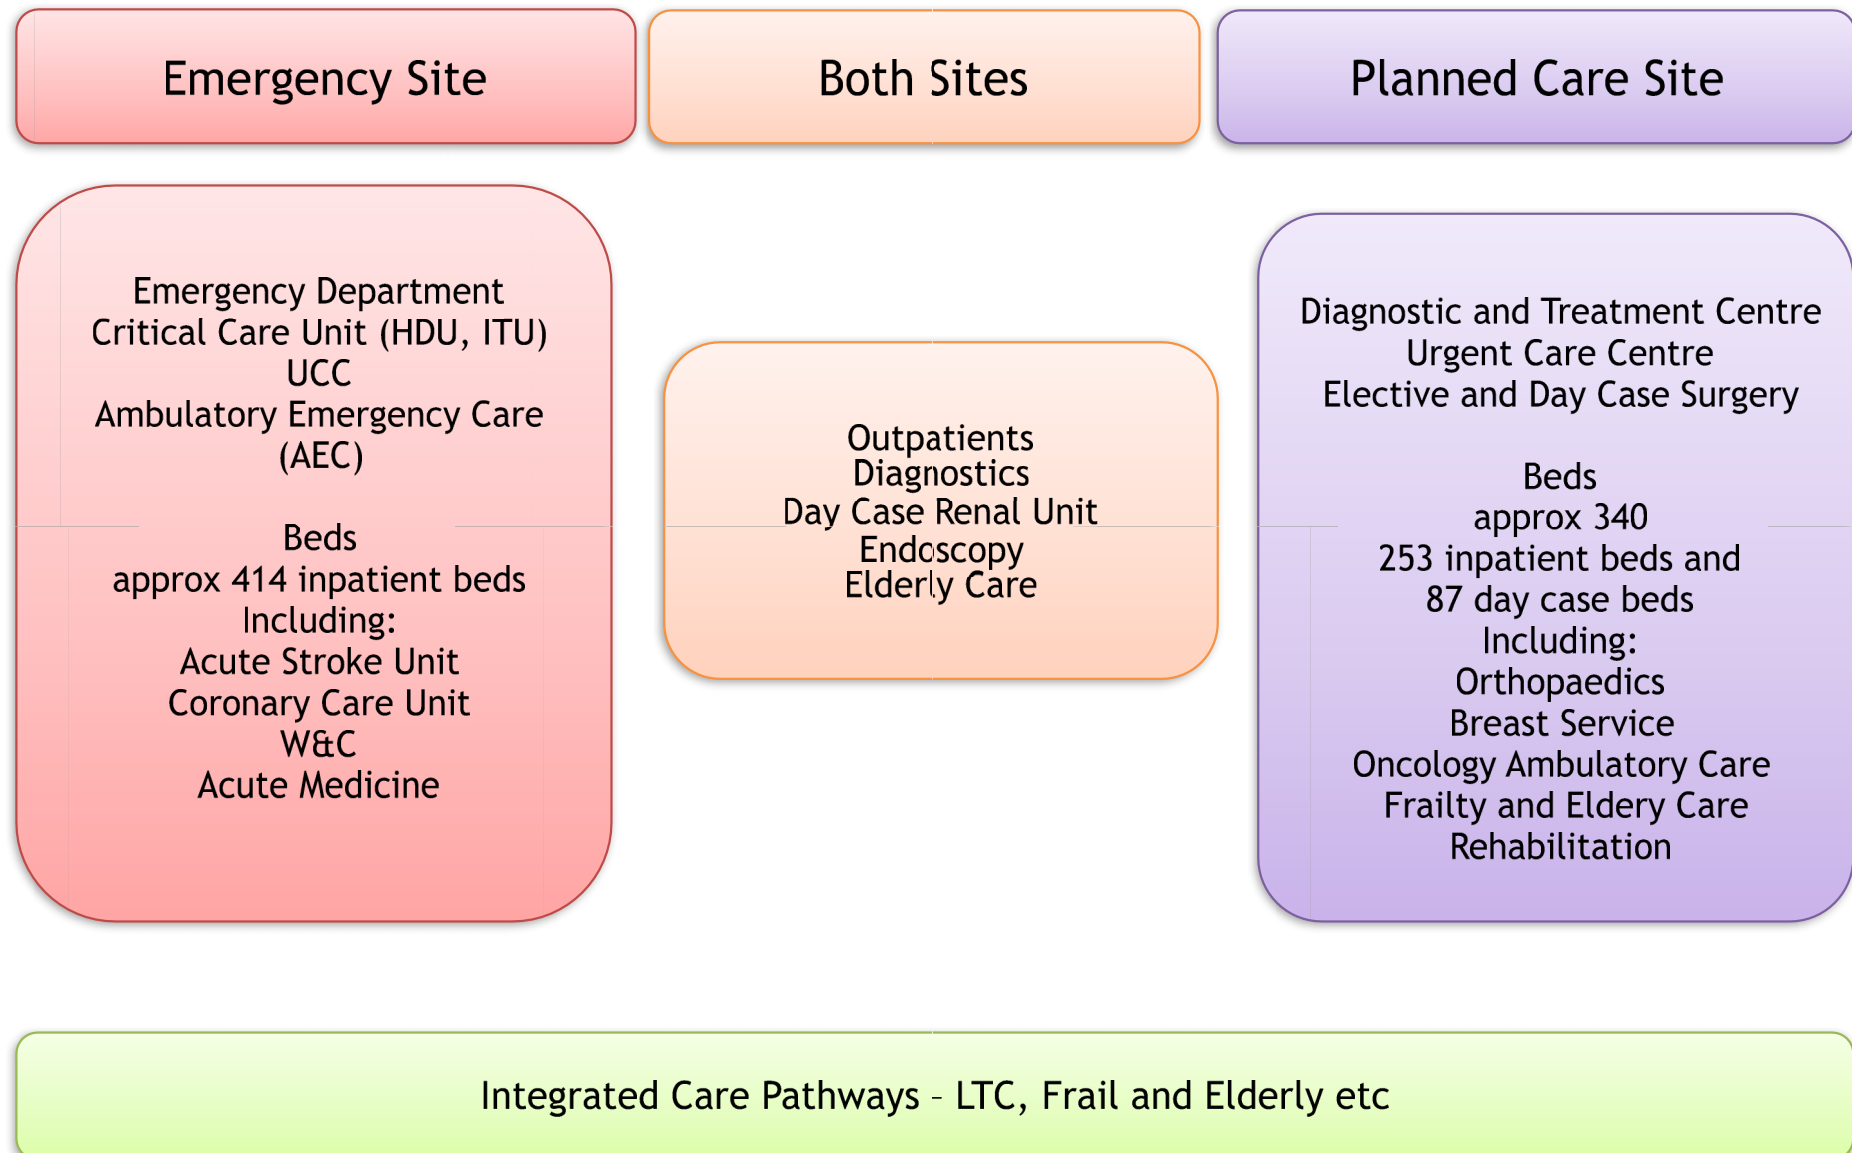 Emergency Site
Both Sites
Planned Care Site
Emergency Department
Critical Care Unit (HDU, ITU)
UCC
Ambulatory Emergency Care
(AEC)
Beds
approx 414 inpatient beds
Including:
Acute Stroke Unit
Coronary Care Unit
W&C
Acute Medicine
Outpatients
Diagnostics
Day Case Renal Unit
Endoscopy
Elderly Care
Diagnostic and Treatment Centre
Urgent Care Centre
Elective and Day Case Surgery
Beds
approx 340
253 inpatient beds and
87 day case beds
Including:
Orthopaedics
Breast Service
Oncology Ambulatory Care
Frailty and Eldery Care
Rehabilitation
Integrated Care Pathways – LTC, Frail and Elderly etc